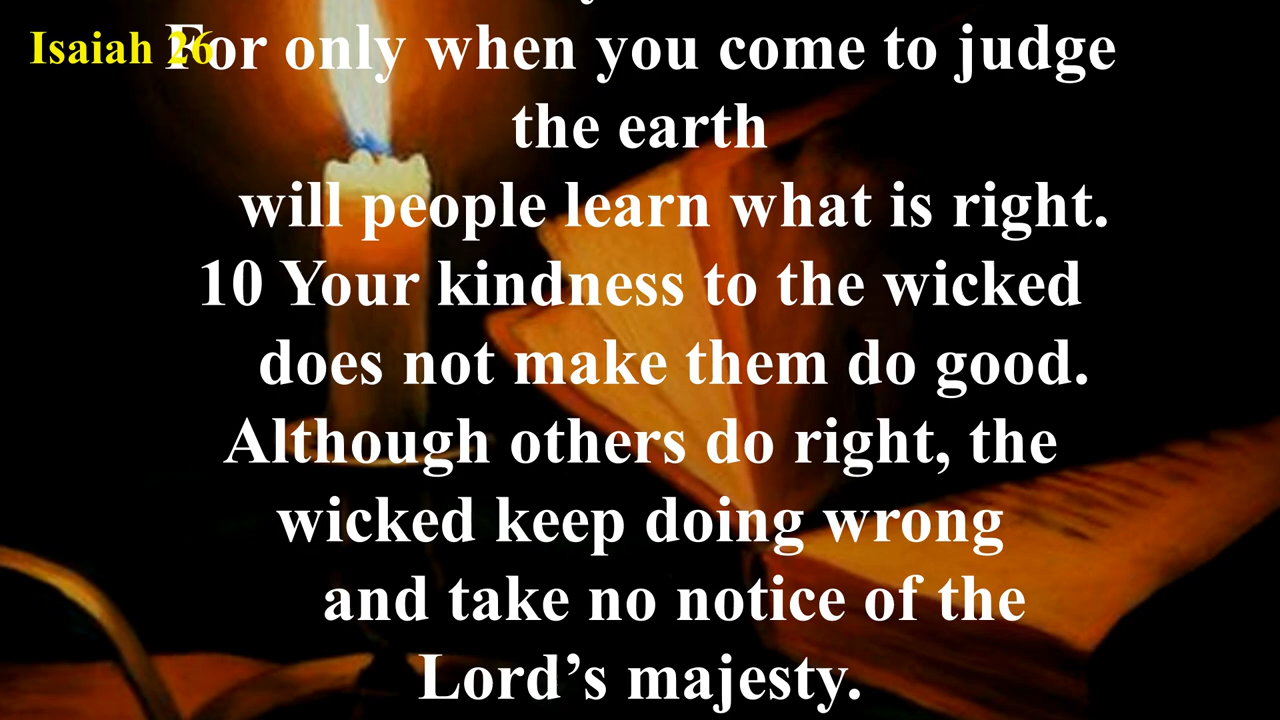 Isaiah 26
For only when you come to judge
the earth
will people learn what is right.
10 Your kindness to the wicked
does not make them do good.
Although others do right, the
wicked keep doing wrong
and take no notice of the
Lord’s majesty.